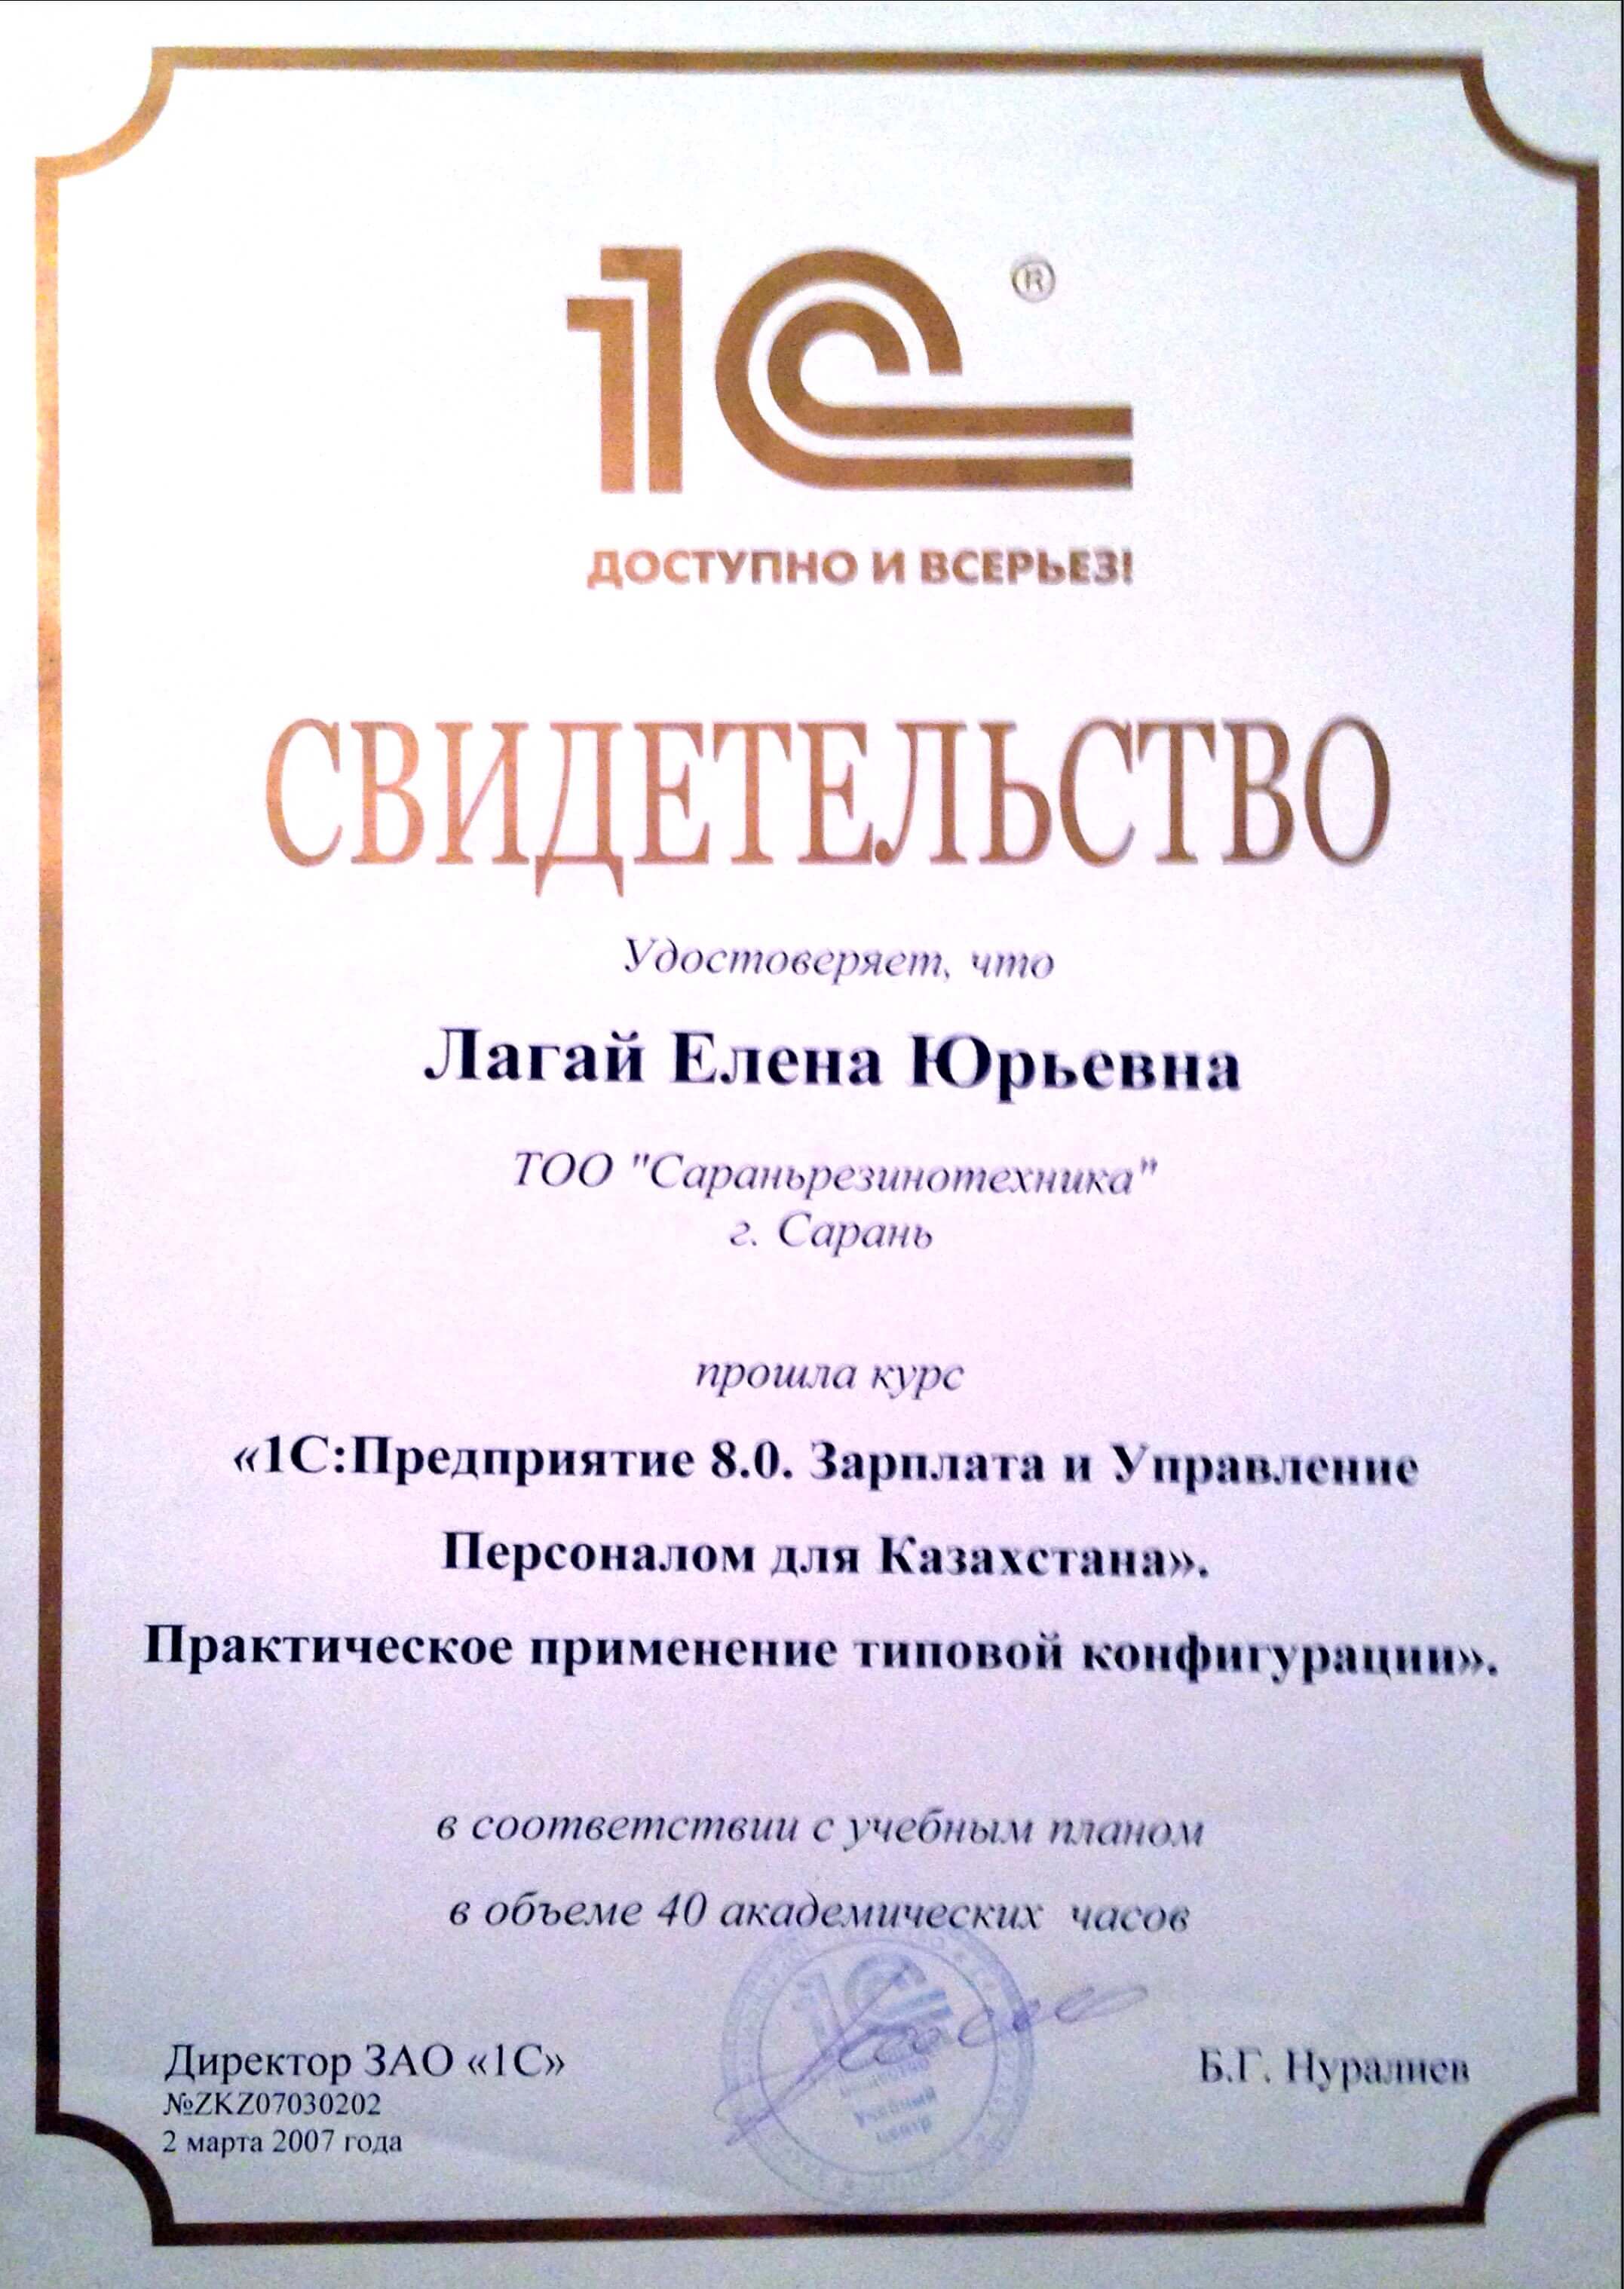 1С ®
ДОСТУПНО И ВСЕРЬЕЗ!
СВИДЕТЕЛЬСТВО
Удостоверяет, что
Лагай Елена Юрьевна
ТОО "Сараньрезинотехника"
г. Сарань
прошла курс
«1С:Предприятие 8.0. Зарплата и Управление
Персоналом для Казахстана».
Практическое применение типовой конфигурации».
в соответствии с учебным планом
в объеме 40 академических часов
1С
Учебный
центр
Директор ЗАО «1С»
Б.Г. Нуралиев
№ZKZ07030202
2 марта 2007 года